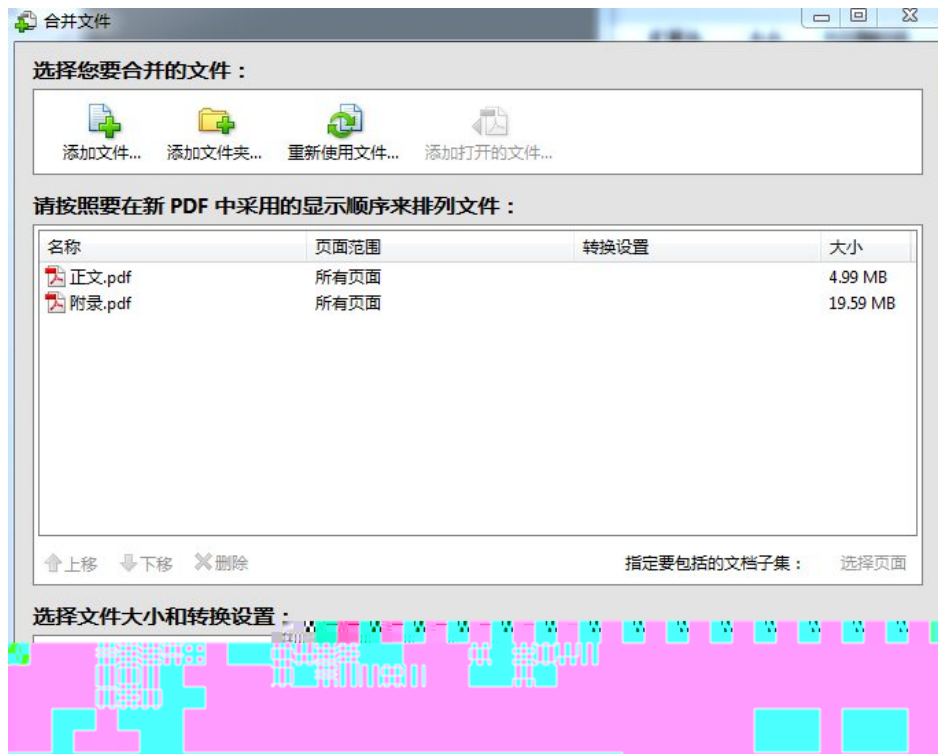 合并文件
选择您要合并的文件：
添加文件... 添加文件夹... 重新使用文件... 添加打开的文件...
请按照要在新 PDF 中采用的显示顺序来排列文件：
名称 页面范围 转换设置 大小
正文.pdf 所有页面 4.99 MB
附录.pdf 所有页面 19.59 MB
上移 下移 删除 指定要包括的文档子集： 选择页面
选择文件大小和转换设置：